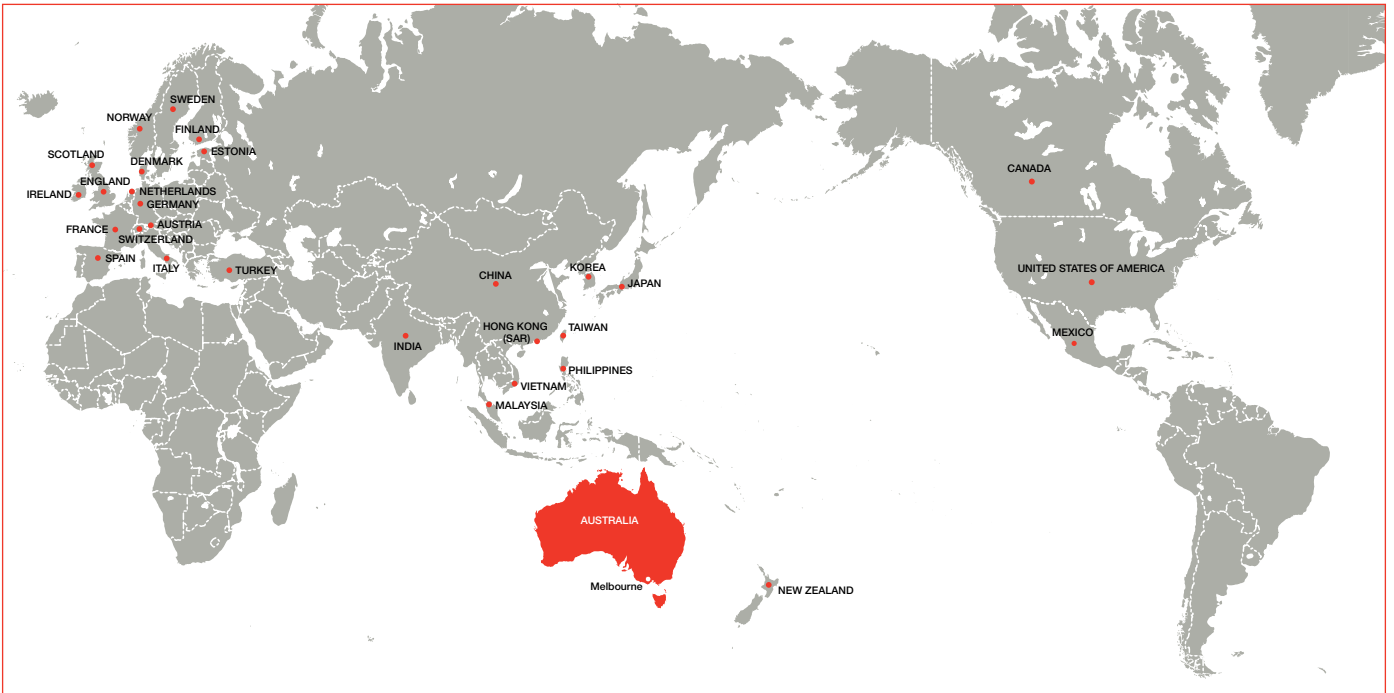 SWEDEN
NORWAY
FINLAND
ESTONIA
SCOTLAND
DENMARK
ENGLAND
IRELAND
NETHERLANDS
GERMANY
AUSTRIA
FRANCE
SWITZERLAND
SPAIN
ITALY
TURKEY
CHINA
KOREA
JAPAN
HONG KONG
(SAR)
TAIWAN
INDIA
PHILIPPINES
VIETNAM
MALAYSIA
AUSTRALIA
Melbourne
NEW ZEALAND
CANADA
UNITED STATES OF AMERICA
MEXICO